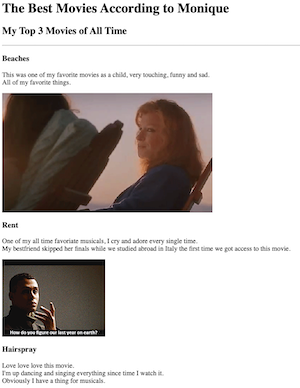 The Best Movies According to Monique
My Top 3 Movies of All Time
Beaches
This was one of my favorite movies as a child, very touching, funny and sad.
All of my favorite things.
Rent
One of my all time favoriate musicals, I cry and adore every single time.
My bestfriend skipped her finals while we studied abroad in Italy the first time we got access to this movie.
How do you figure our last year on earth?
Hairspray
Love love love this movie.
I'm up dancing and singing everything since time I watch it.
Obviously I have a thing for musicals.